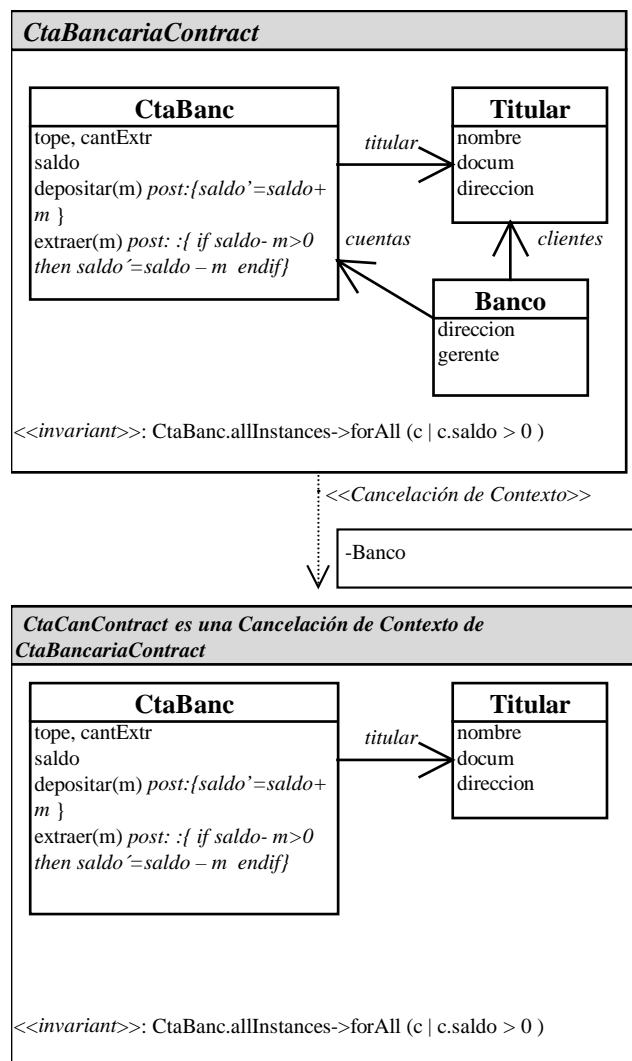 CtaBancariaContract
CtaBanc
tope, cantExtr
saldo
depositar(m) post:{saldo’=saldo+
m }
extraer(m) post: :{ if saldo- m>0
then saldo´=saldo – m endif}
titular
Titular
nombre
docum
direccion
cuentas
clientes
Banco
direccion
gerente
<<invariant>>: CtaBanc.allInstances->forAll (c | c.saldo > 0 )
<<Cancelación de Contexto>>
-Banco
CtaCanContract es una Cancelación de Contexto de
CtaBancariaContract
CtaBanc
tope, cantExtr
saldo
depositar(m) post:{saldo’=saldo+
m }
extraer(m) post: :{ if saldo- m>0
then saldo´=saldo – m endif}
titular
Titular
nombre
docum
direccion
<<invariant>>: CtaBanc.allInstances->forAll (c | c.saldo > 0 )